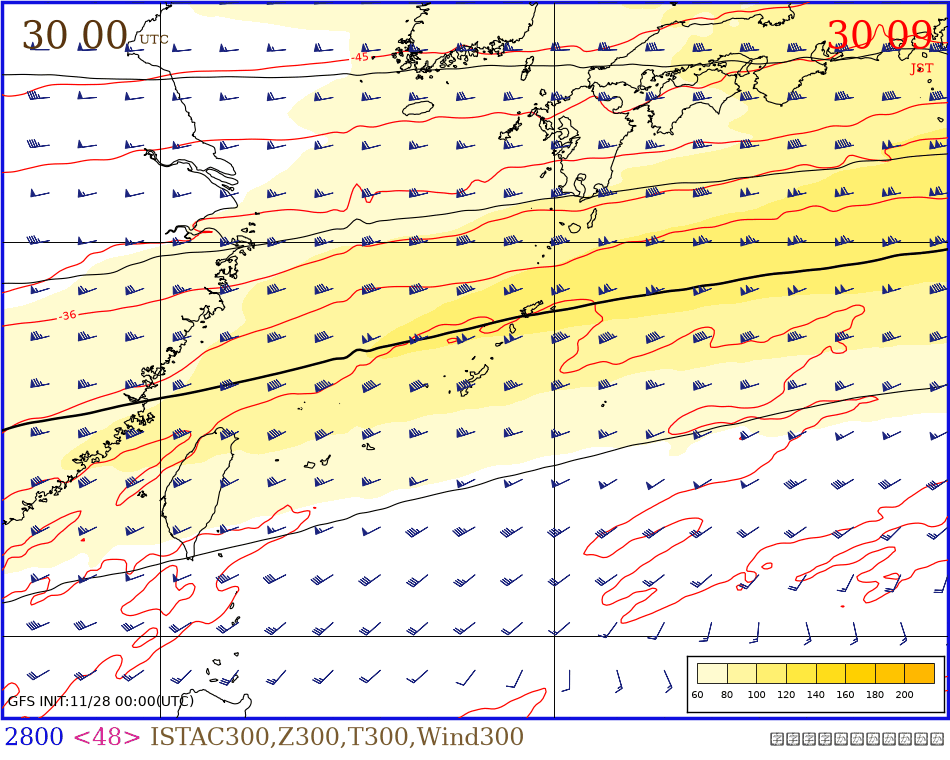 30 00 UTC
30 09
JST
-45
-36
GFS INIT:11/28 00:00(UTC)
60 80 100 120 140 160 180 200
2800 <48> ISTAC300,Z300,T300,Wind300